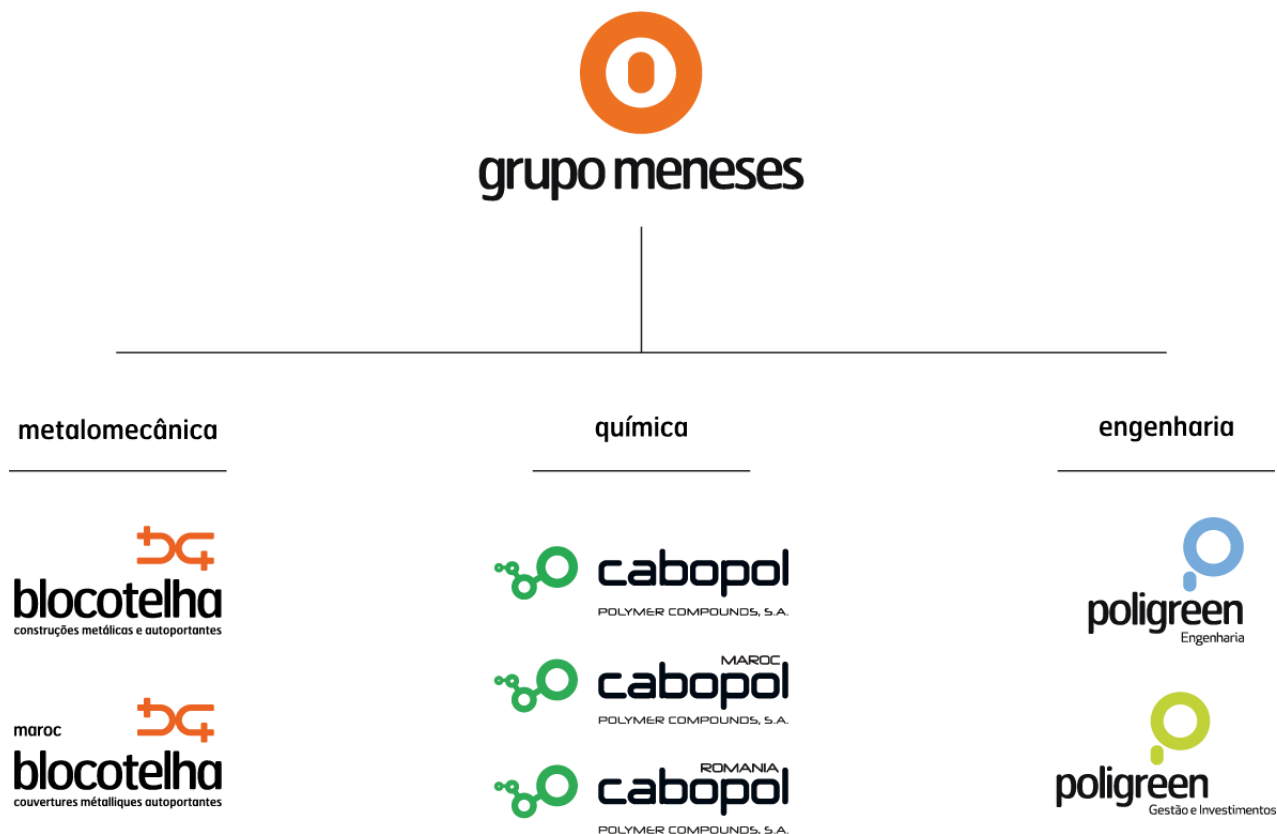 grupo meneses
metalomecânica
blocotelha
construções metálicas e autoportantes
maroc
blocotelha
couvertures métalliques autoportantes
química
cabopol
POLYMER COMPOUNDS, S.A.
MAROC
cabopol
POLYMER COMPOUNDS, S.A.
ROMANIA
cabopol
POLYMER COMPOUNDS, S.A.
engenharia
poligreen
Engenharia
poligreen
Gestão e Investimentos